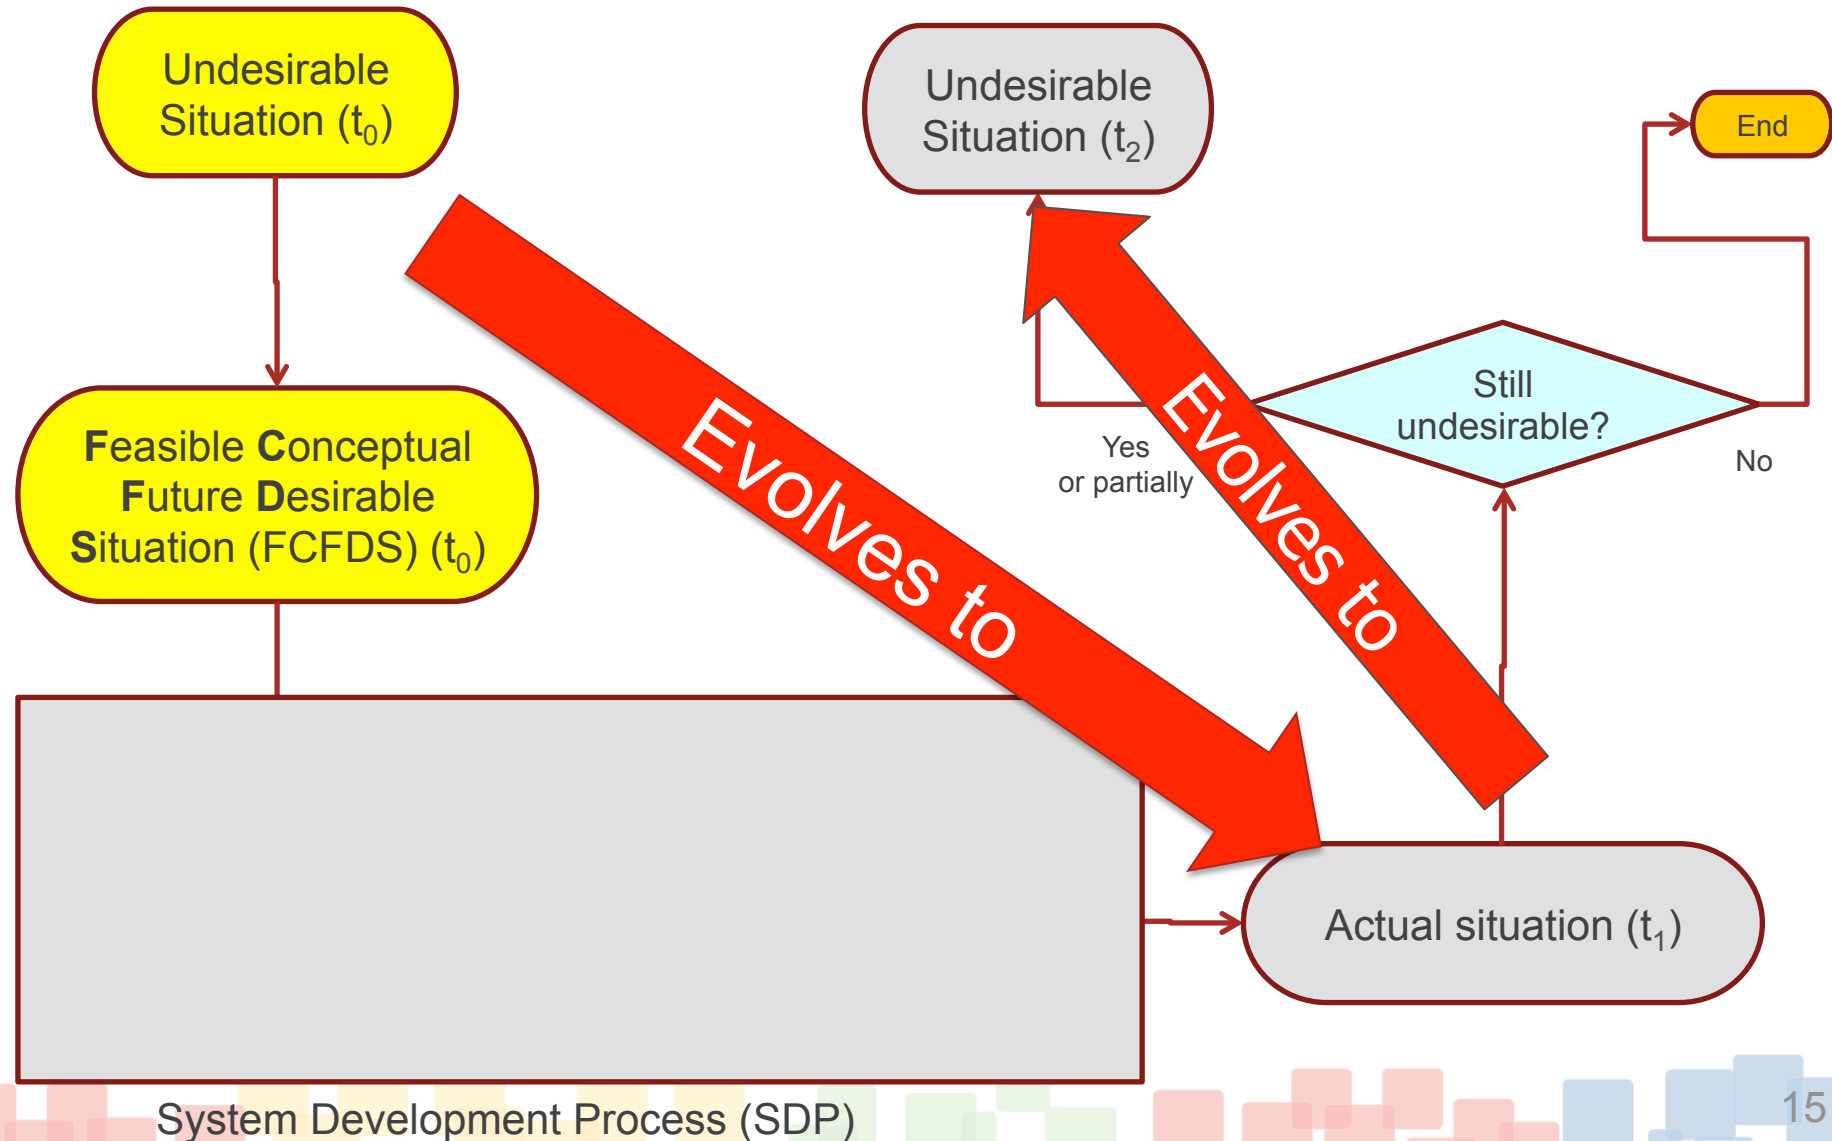 Undesirable
Situation (t₀)
Undesirable
Situation (t₂)
End
Feasible Conceptual
Future Desirable
Situation (FCFDS) (t₀)
Evolves to
Evolves to
Still
undesirable?
Yes
or partially
No
Actual situation (t₁)
System Development Process (SDP)
15